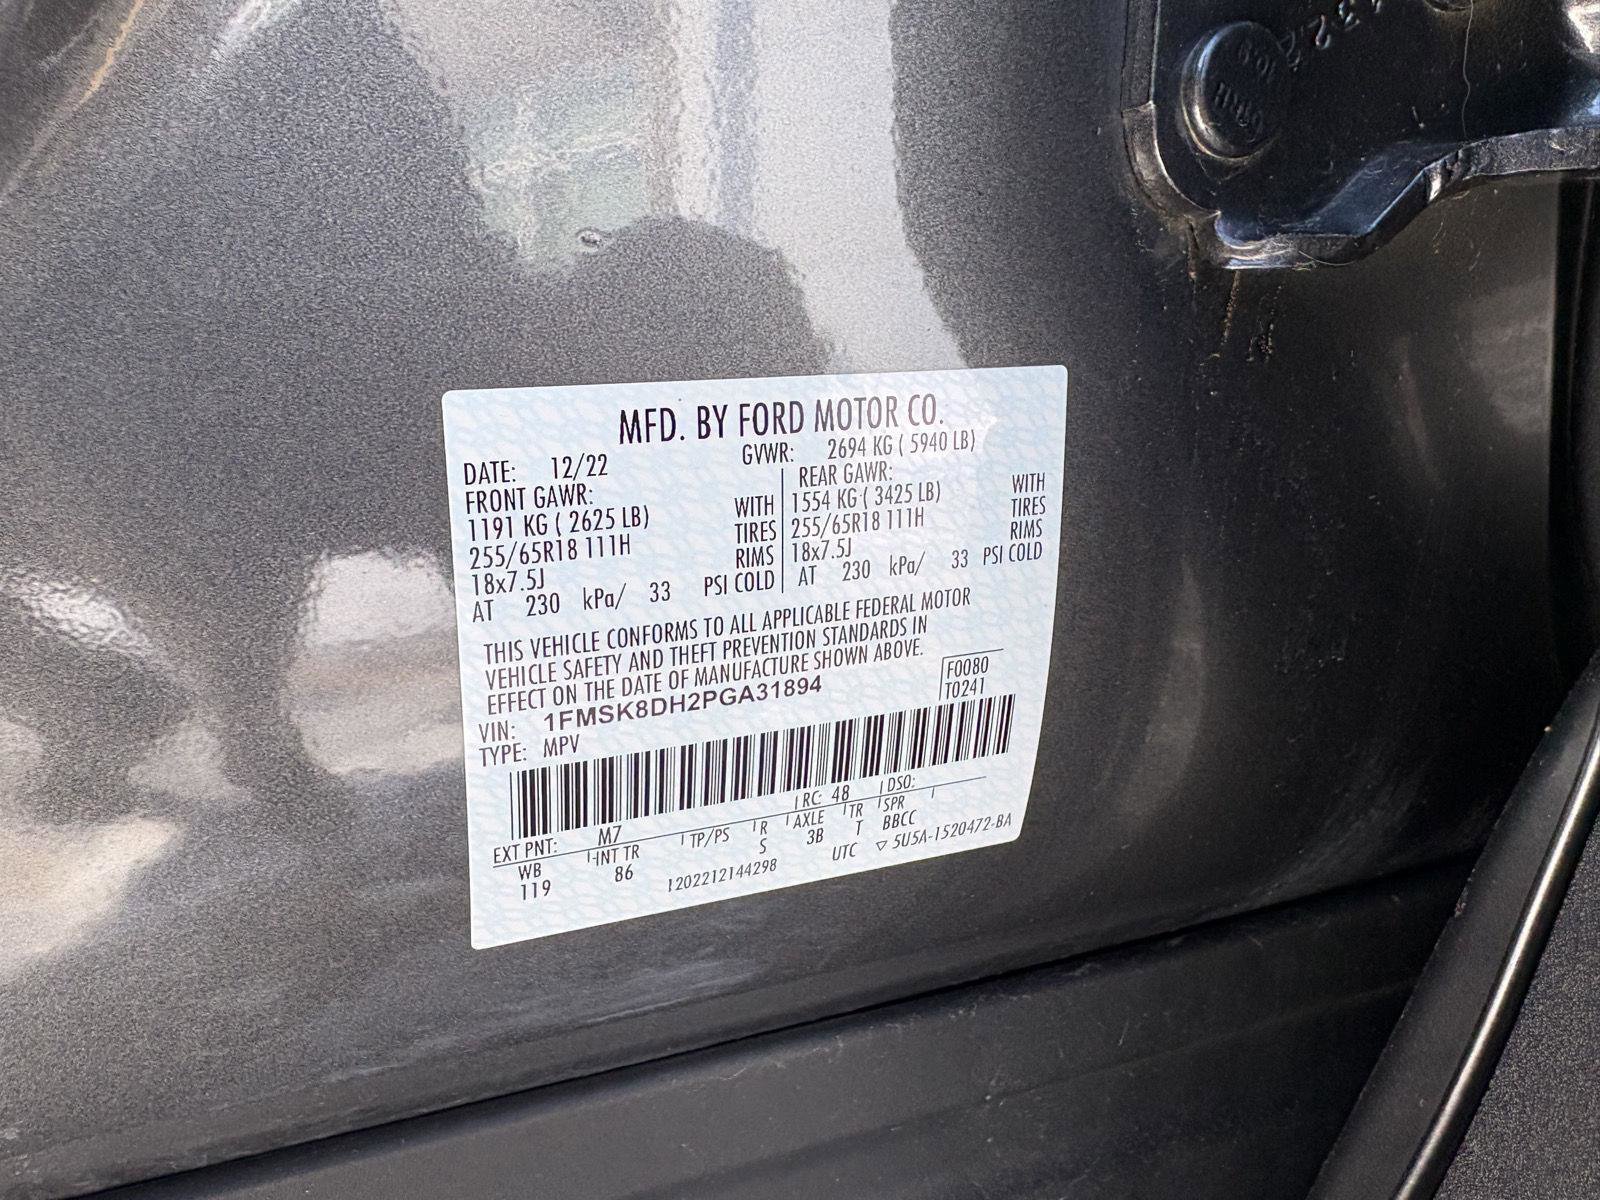 MFD. BY FORD MOTOR CO.
DATE: 12/22 GVWR: 2694 KG ( 5940 LB)
FRONT GAWR: REAR GAWR:
1191 KG ( 2625 LB) WITH 1554 KG ( 3425 LB) WITH
255/65R18 111H TIRES 255/65R18 111H TIRES
18x7.5J RIMS 18x7.5J RIMS
AT 230 kPa/ 33 PSI COLD AT 230 kPa/ 33 PSI COLD
THIS VEHICLE CONFORMS TO ALL APPLICABLE FEDERAL MOTOR
VEHICLE SAFETY AND THEFT PREVENTION STANDARDS IN
EFFECT ON THE DATE OF MANUFACTURE SHOWN ABOVE.
VIN: 1FMSK8DH2PGA31894 F0080
TYPE: MPV T0241
EXT PNT: M7 RC: 48 DSO:
WB INT TR TP/PS R AXLE TR SPR
119 86 S 3B T BBCC
1202212144298 UTC ▽ 5U5A-1520472-BA